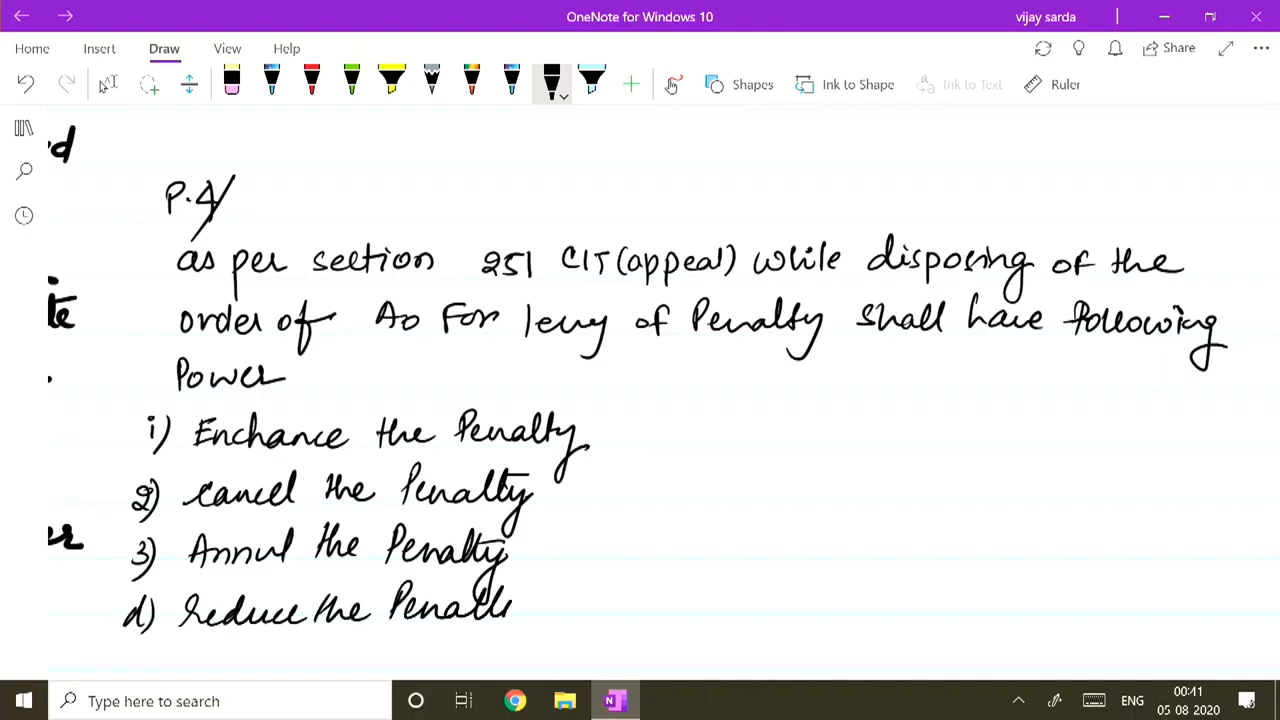 OneNote for Windows 10
vijay sarda
Home Insert Draw View Help
Share
Shapes Ink to Shape Ink to Text Ruler
P.4/
as per section 251 CIT (appeal) while disposing of the
order of AO For levy of Penalty shall have following
Power
i) Enchance the Penalty
2) cancel the Penalty
3) Annul the Penalty
d) reduce the Penalt
Type here to search
ENG
00:41
05-08-2020